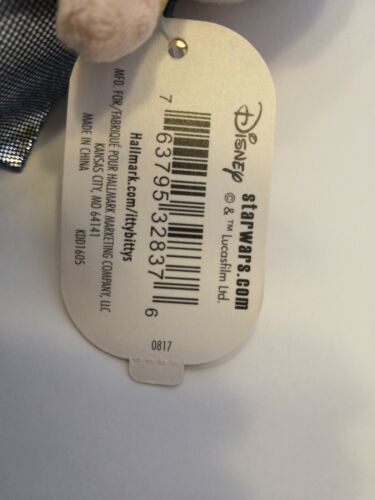 Disney
starwars.com
© & ™ Lucasfilm Ltd.
7 63795 32837 6
Hallmark.com/ittybittys
MFD. FOR/FABRIQUÉ POUR HALLMARK MARKETING COMPANY, LLC
KANSAS CITY, MO 64141
MADE IN CHINA
KDD1605
0817